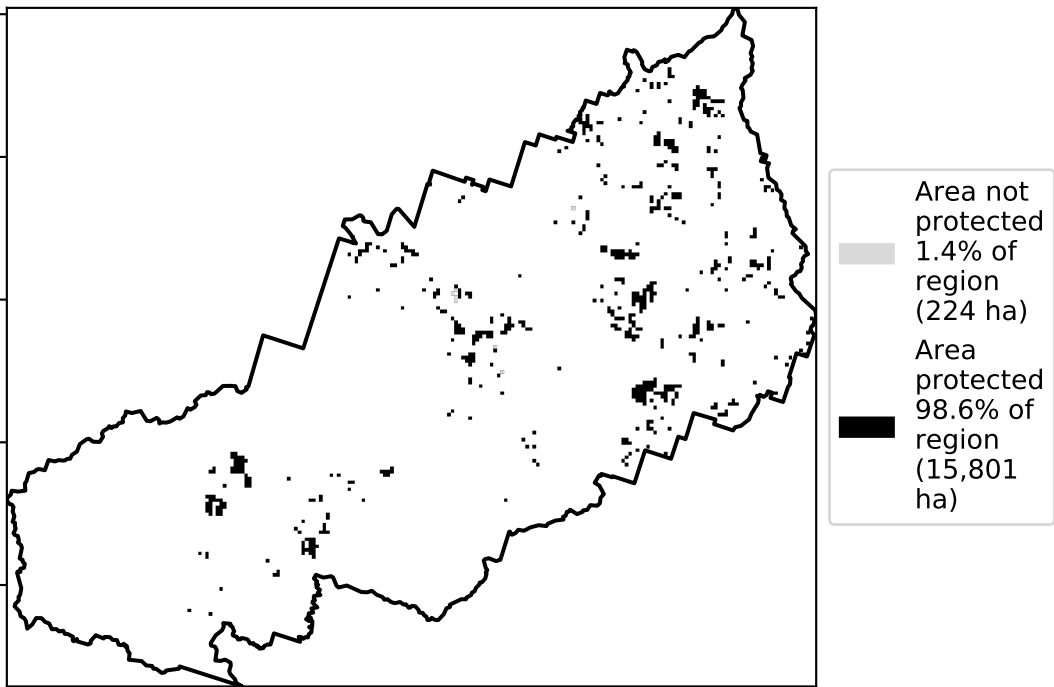 Area not
protected
1.4% of
region
(224 ha)
Area
protected
98.6% of
region
(15,801
ha)